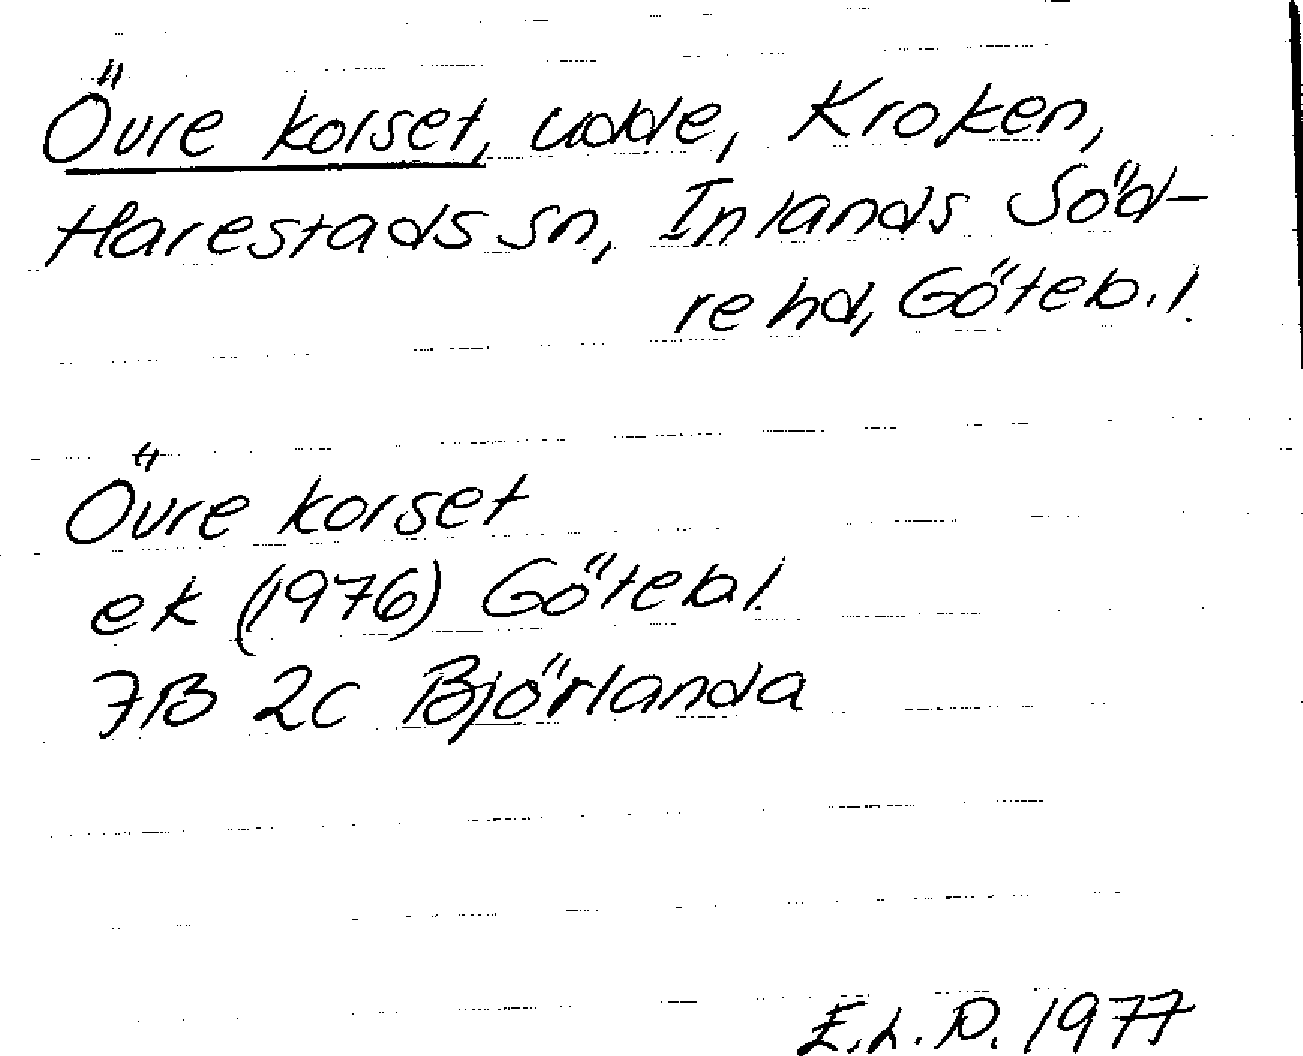 Övre korset, udde, Kroken,
Harestads sn, Inlands Söd-
re hd, Göteb. l.
Övre korset
ek (1976) Göteb l.
7B 2c Björlanda
E.L.D. 1977